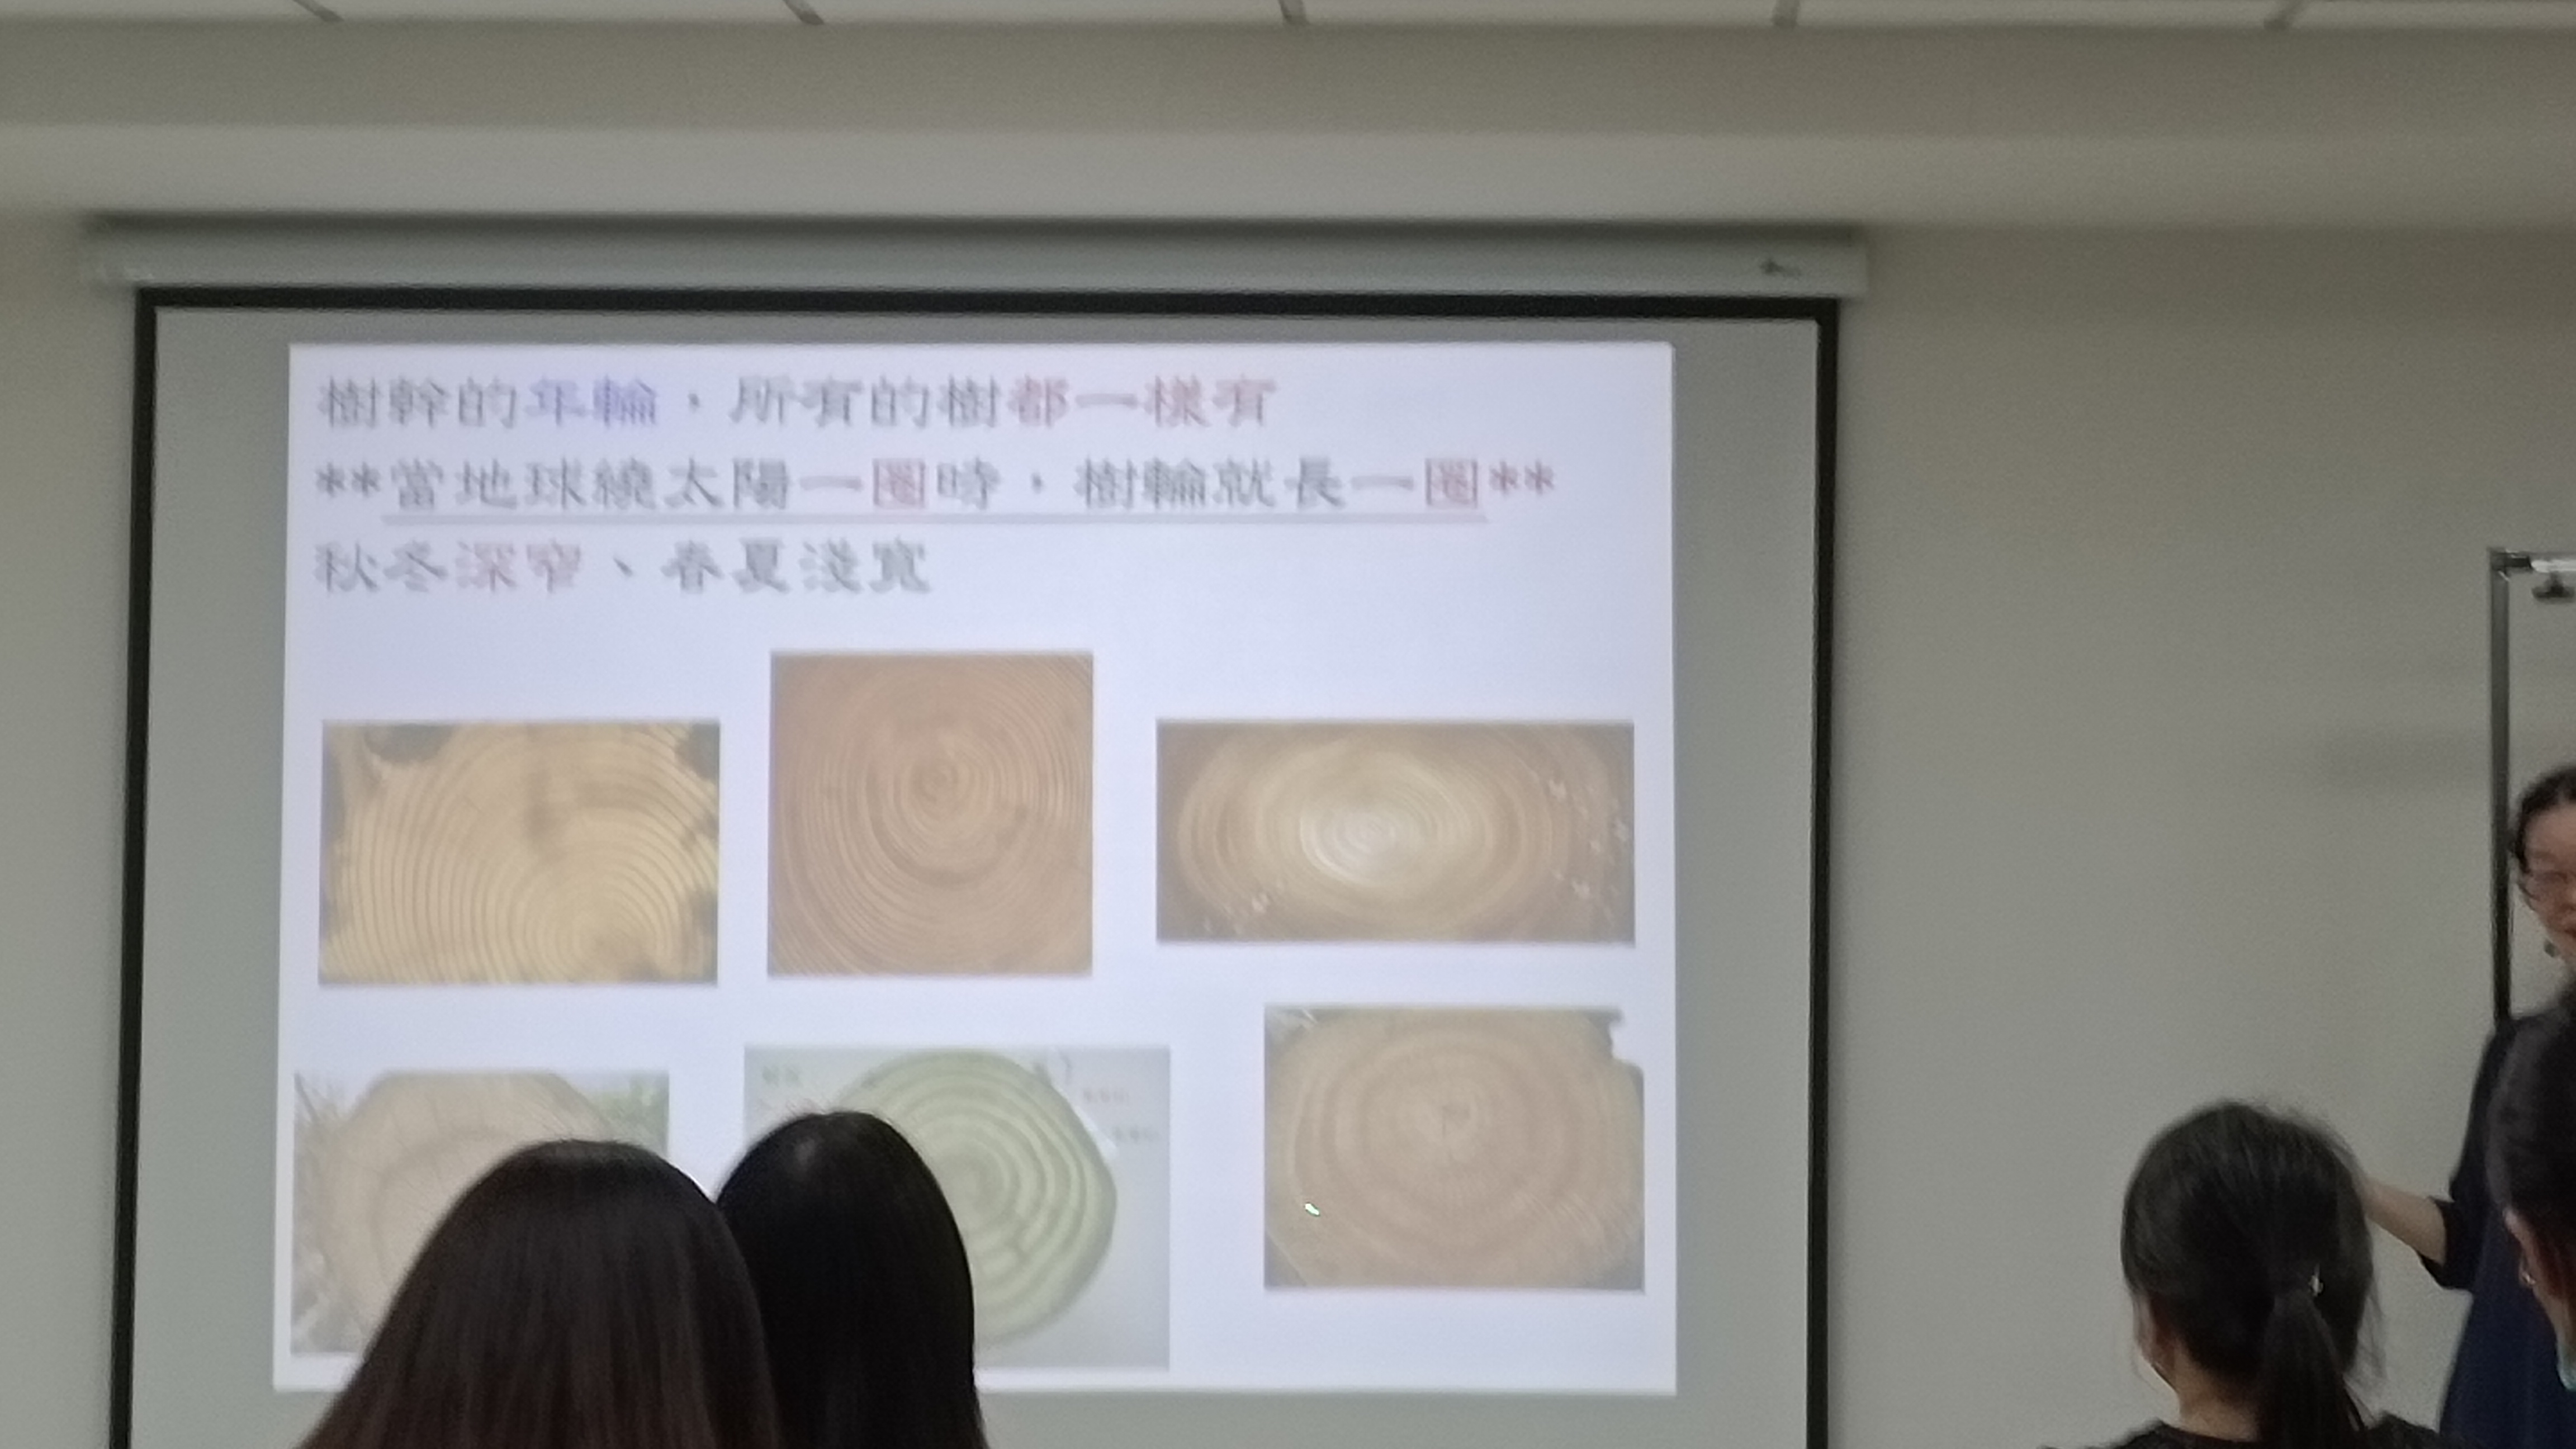 樹幹的年輪，所有的樹都一樣有
**當地球繞太陽一圈時，樹輪就長一圈**
秋冬深窄、春夏淺寬